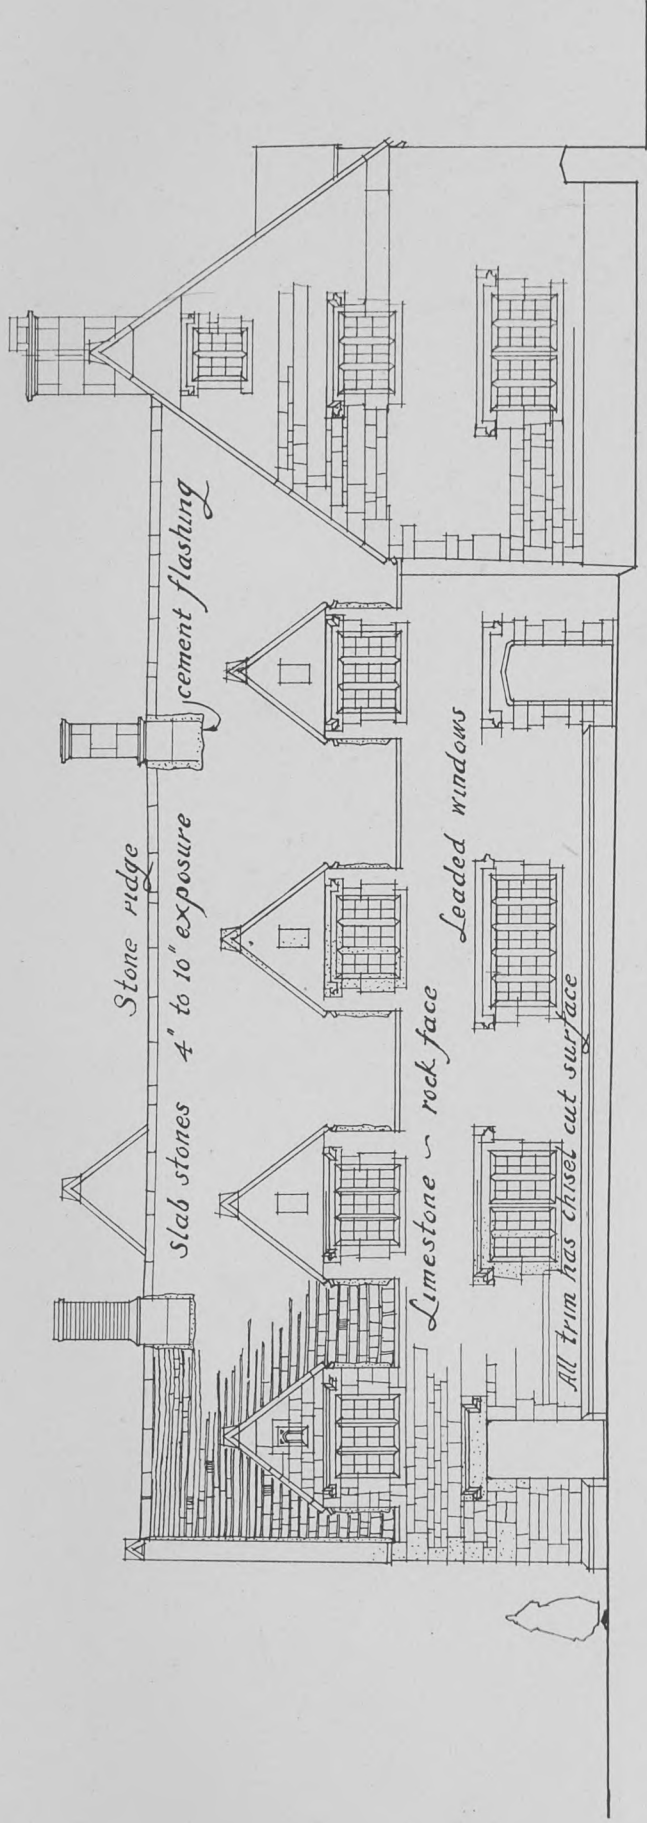 Stone ridge
cement flashing
Slab stones 4" to 10" exposure
Limestone ~ rock face
Leaded windows
All trim has chisel cut surface